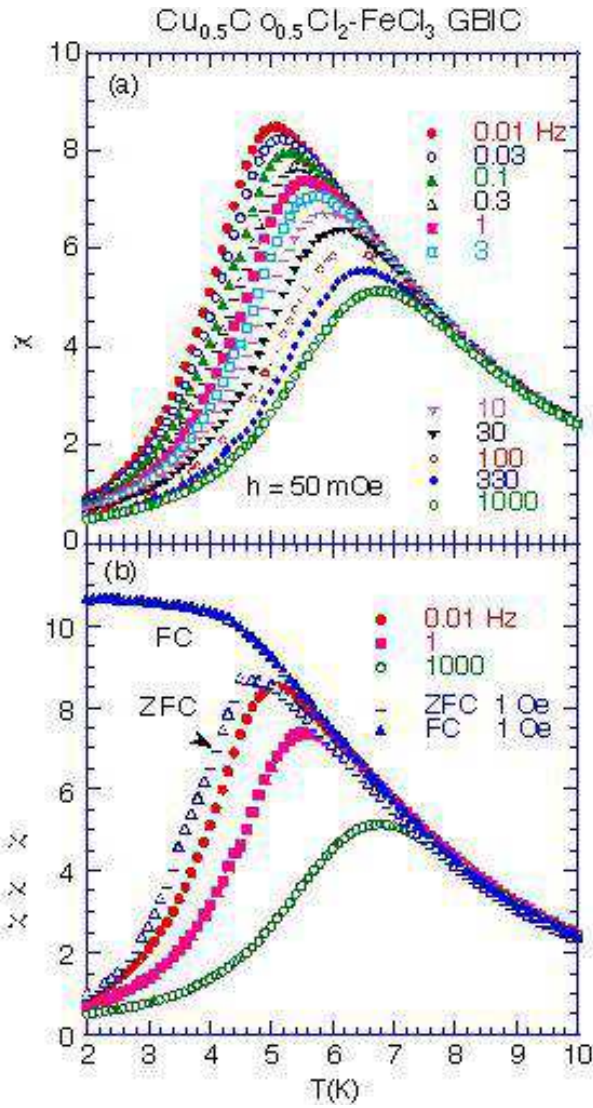 Cu0.5Co0.5Cl2-FeCl3 GBIC
(a)
10
8
6
4
2
0
χ
0.01 Hz
0.03
0.1
0.3
1
3
10
30
100
330
1000
h = 50 mOe
(b)
10
8
6
4
2
0
χ χ χ
FC
ZFC
0.01 Hz
1
1000
ZFC 1 Oe
FC 1 Oe
2 3 4 5 6 7 8 9 10
T(K)